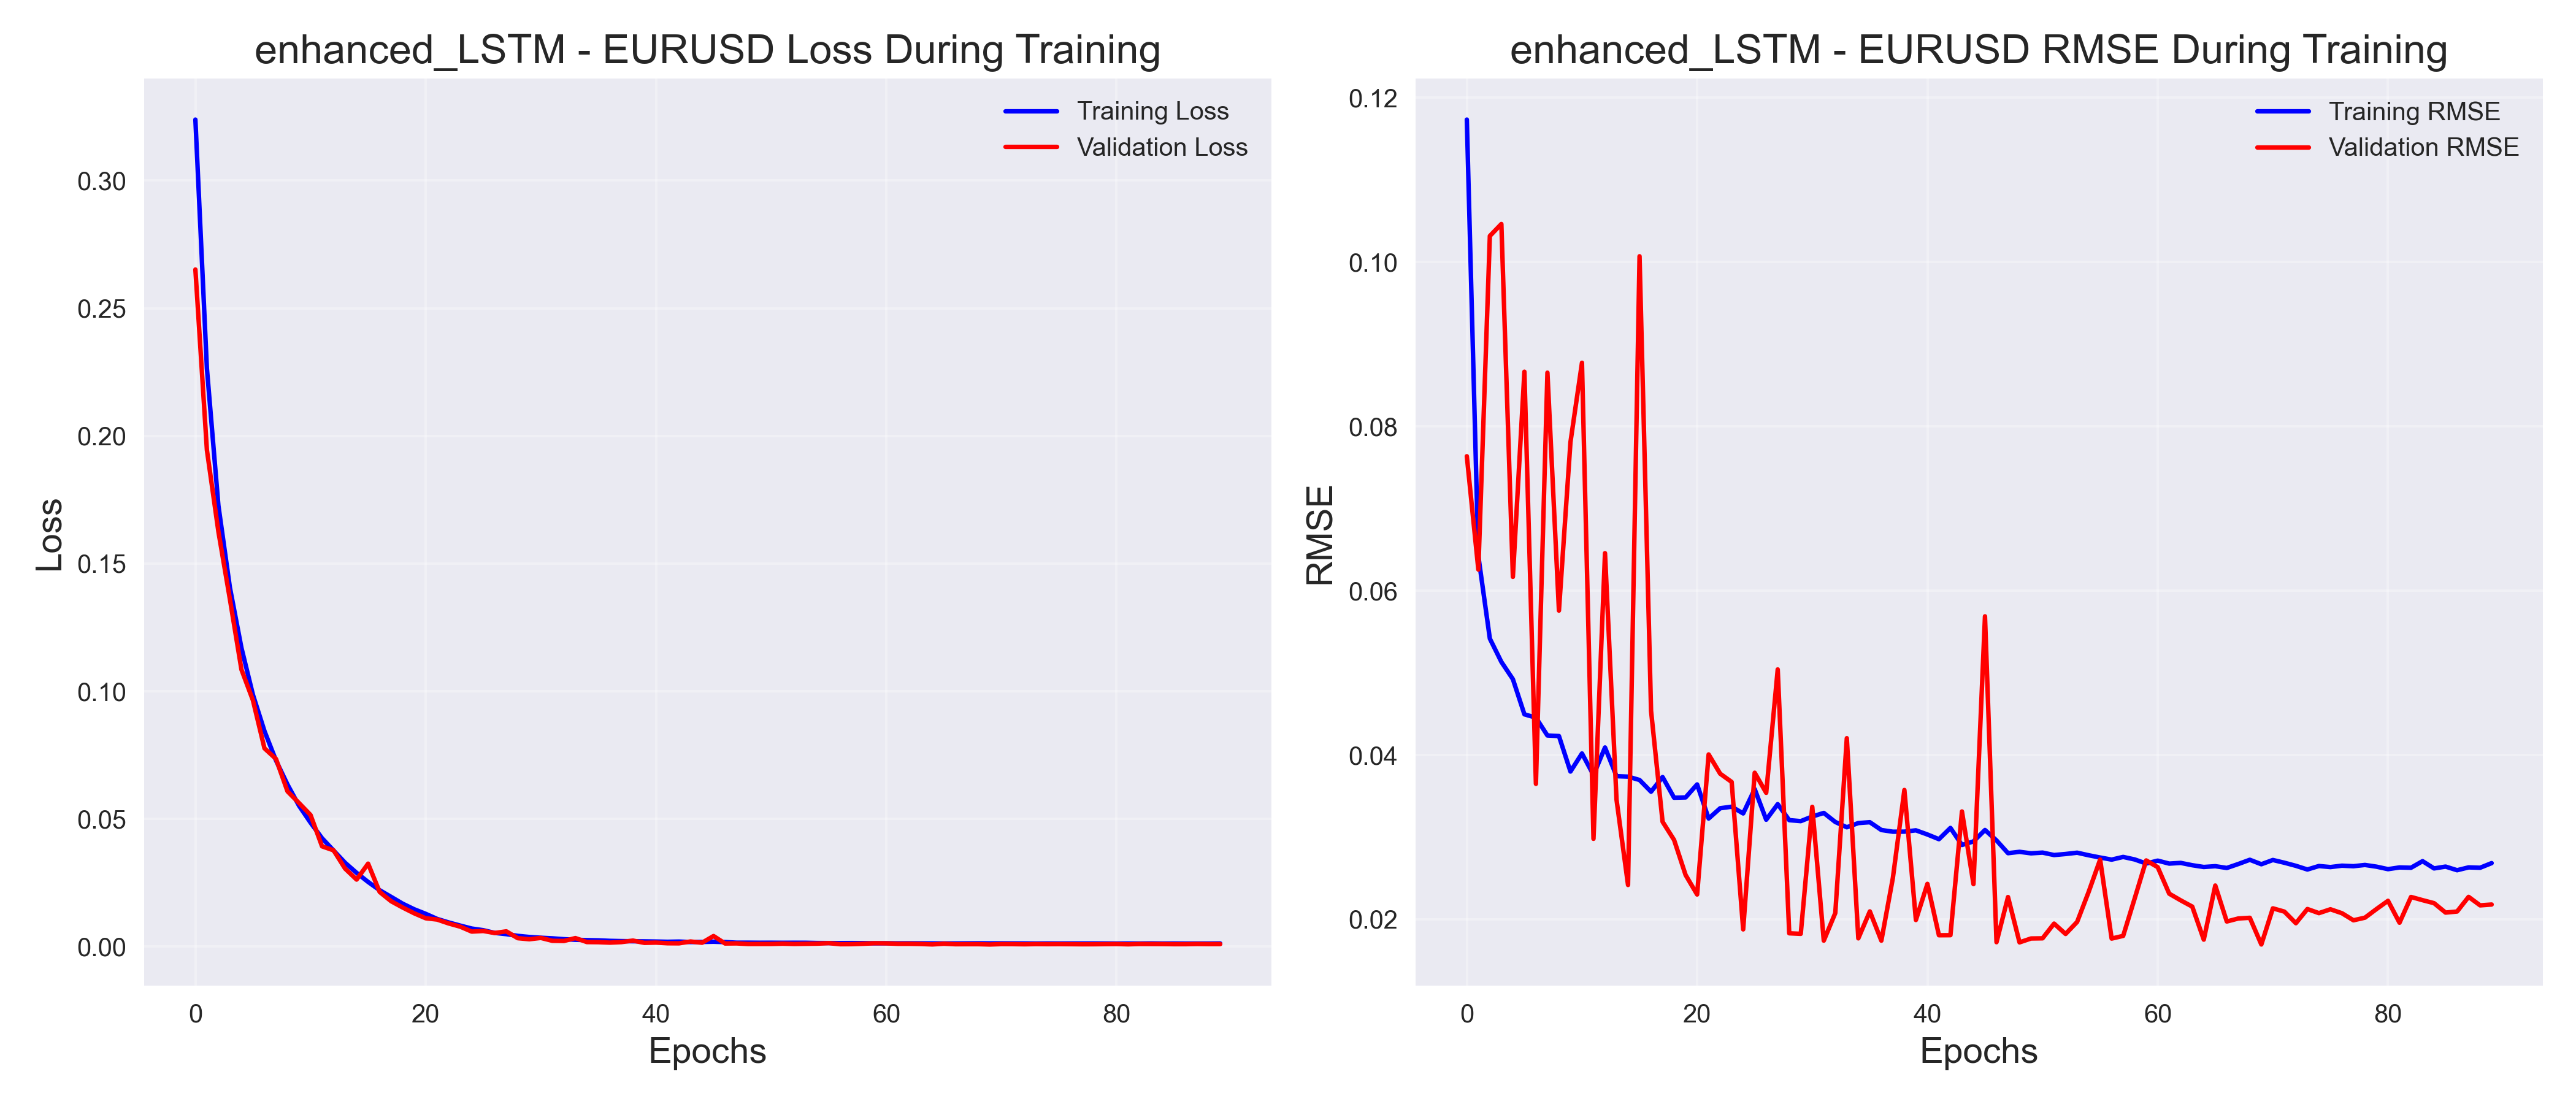 enhanced_LSTM - EURUSD Loss During Training
Training Loss
Validation Loss
Loss
0.30
0.25
0.20
0.15
0.10
0.05
0.00
0 20 40 60 80
Epochs
enhanced_LSTM - EURUSD RMSE During Training
Training RMSE
Validation RMSE
RMSE
0.12
0.10
0.08
0.06
0.04
0.02
0 20 40 60 80
Epochs